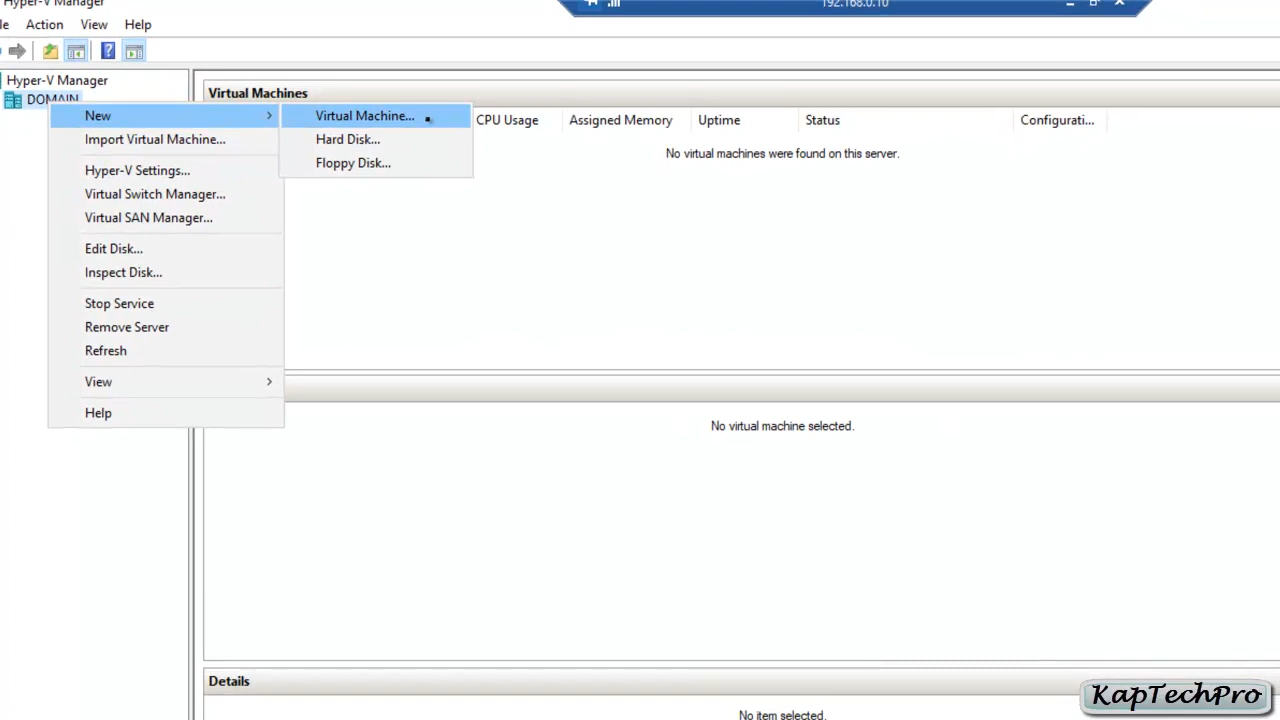 Hyper-V Manager
192.168.0.10
Action View Help
Hyper-V Manager
DOMAIN
New
Import Virtual Machine...
Hyper-V Settings...
Virtual Switch Manager...
Virtual SAN Manager...
Edit Disk...
Inspect Disk...
Stop Service
Remove Server
Refresh
View
Help
Virtual Machine...
Hard Disk...
Floppy Disk...
Virtual Machines
CPU Usage Assigned Memory Uptime Status Configurati...
No virtual machines were found on this server.
No virtual machine selected.
Details
No item selected.
KapTechPro